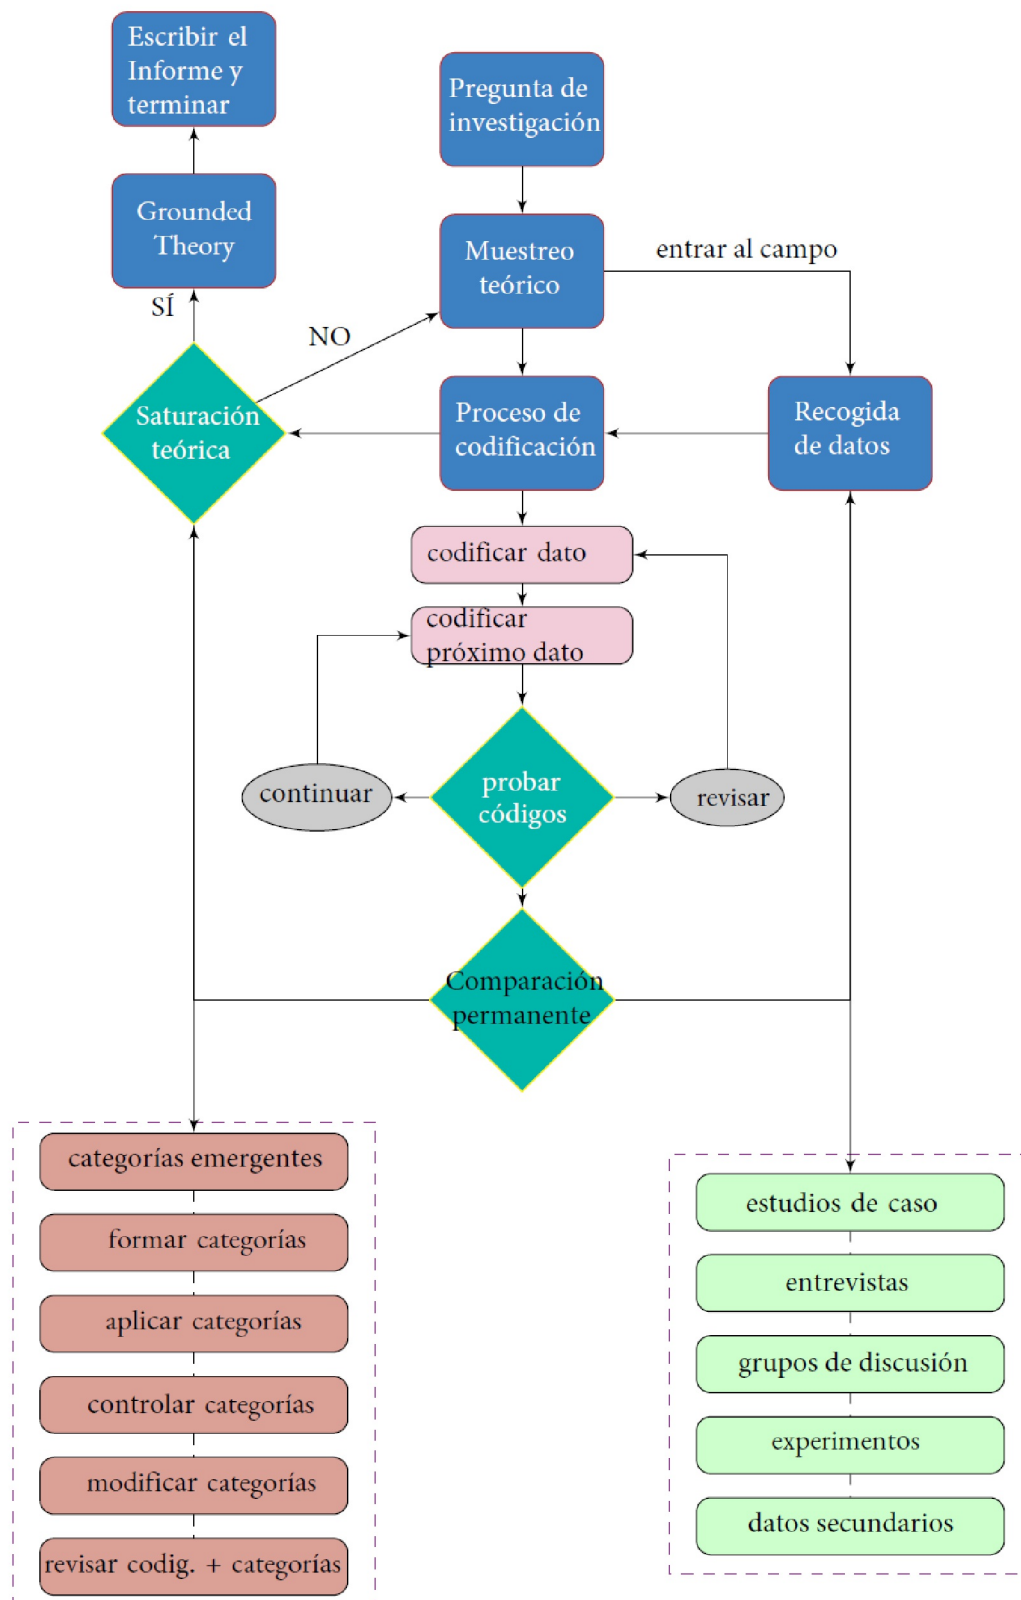 Escribir el
Informe y
terminar
Pregunta de
investigación
Grounded
Theory
Muestreo
teórico
entrar al campo
SÍ
NO
Saturación
teórica
Proceso de
codificación
Recogida
de datos
codificar dato
codificar
próximo dato
continuar
probar
códigos
revisar
Comparación
permanente
categorías emergentes
formar categorías
aplicar categorías
controlar categorías
modificar categorías
revisar codig. + categorías
estudios de caso
entrevistas
grupos de discusión
experimentos
datos secundarios